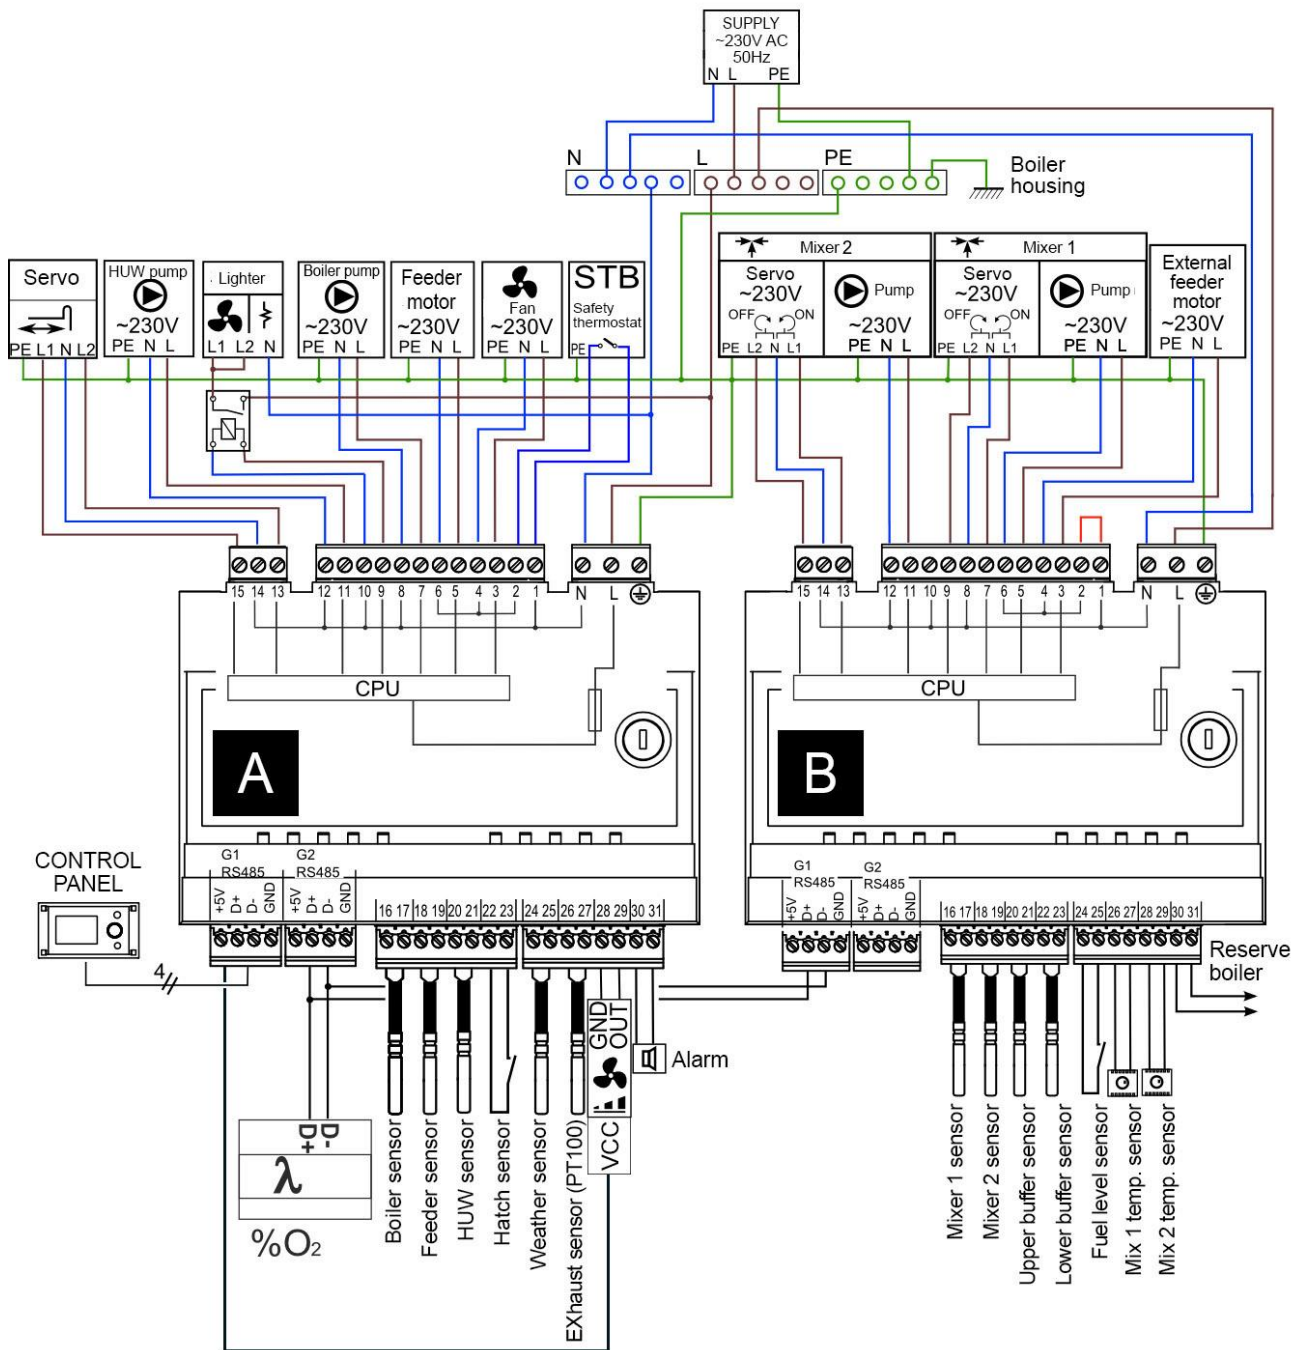 SUPPLY
~230V AC
50Hz
N L PE
N
L
PE
Boiler
housing
Servo
PE L1 N L2
HUW pump
~230V
PE N L
Lighter
L1 L2 N
Boiler pump
~230V
PE N L
Feeder
motor
~230V
PE N L
Fan
~230V
PE N L
STB
Safety
thermostat
PE
Mixer 2
Servo
~230V
OFF ON
PE L2 N L1
Pump
~230V
PE N L
Mixer 1
Servo
~230V
OFF ON
PE L2 N L1
Pump
~230V
PE N L
External
feeder
motor
~230V
PE N L
15 14 13 12 11 10 9 8 7 6 5 4 3 2 1 N L
CPU
A
15 14 13 12 11 10 9 8 7 6 5 4 3 2 1 N L
CPU
B
CONTROL
PANEL
4
G1
RS485
+5V D+ D- GND
G2
RS485
+5V D+ D- GND
16 17 18 19 20 21 22 23 24 25 26 27 28 29 30 31
G1
RS485
+5V D+ D- GND
G2
RS485
+5V D+ D- GND
16 17 18 19 20 21 22 23 24 25 26 27 28 29 30 31
Reserve
boiler
GND
OUT
VCC
Alarm
D+
D-
λ
%O₂
Boiler sensor
Feeder sensor
HUW sensor
Hatch sensor
Weather sensor
EXhaust sensor (PT100)
Mixer 1 sensor
Mixer 2 sensor
Upper buffer sensor
Lower buffer sensor
Fuel level sensor
Mix 1 temp. sensor
Mix 2 temp. sensor